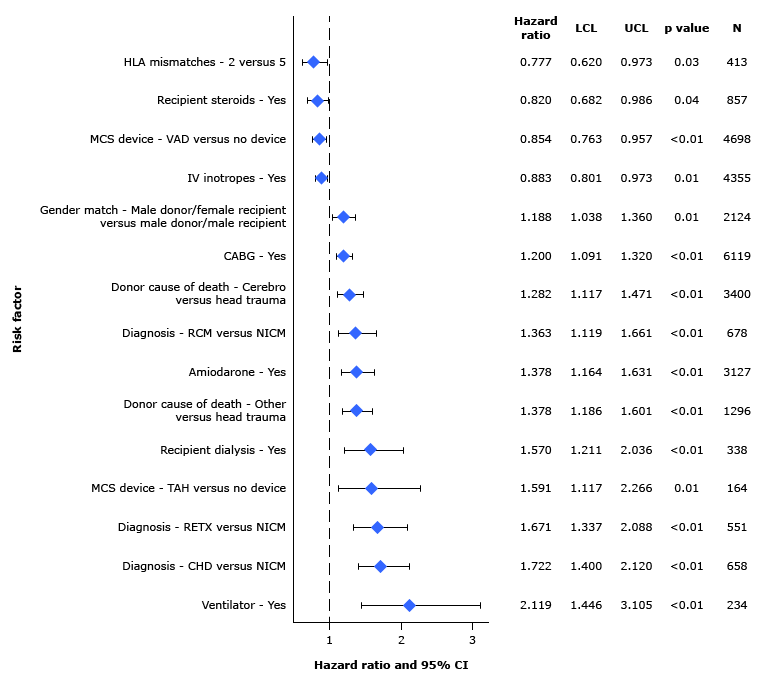 Hazard ratio LCL UCL p value N
HLA mismatches - 2 versus 5 0.777 0.620 0.973 0.03 413
Recipient steroids - Yes 0.820 0.682 0.986 0.04 857
MCS device - VAD versus no device 0.854 0.763 0.957 <0.01 4698
IV inotropes - Yes 0.883 0.801 0.973 0.01 4355
Gender match - Male donor/female recipient
versus male donor/male recipient 1.188 1.038 1.360 0.01 2124
CABG - Yes 1.200 1.091 1.320 <0.01 6119
Donor cause of death - Cerebro
versus head trauma 1.282 1.117 1.471 <0.01 3400
Diagnosis - RCM versus NICM 1.363 1.119 1.661 <0.01 678
Amiodarone - Yes 1.378 1.164 1.631 <0.01 3127
Donor cause of death - Other
versus head trauma 1.378 1.186 1.601 <0.01 1296
Recipient dialysis - Yes 1.570 1.211 2.036 <0.01 338
MCS device - TAH versus no device 1.591 1.117 2.266 0.01 164
Diagnosis - RETX versus NICM 1.671 1.337 2.088 <0.01 551
Diagnosis - CHD versus NICM 1.722 1.400 2.120 <0.01 658
Ventilator - Yes 2.119 1.446 3.105 <0.01 234
Risk factor
1 2 3
Hazard ratio and 95% CI